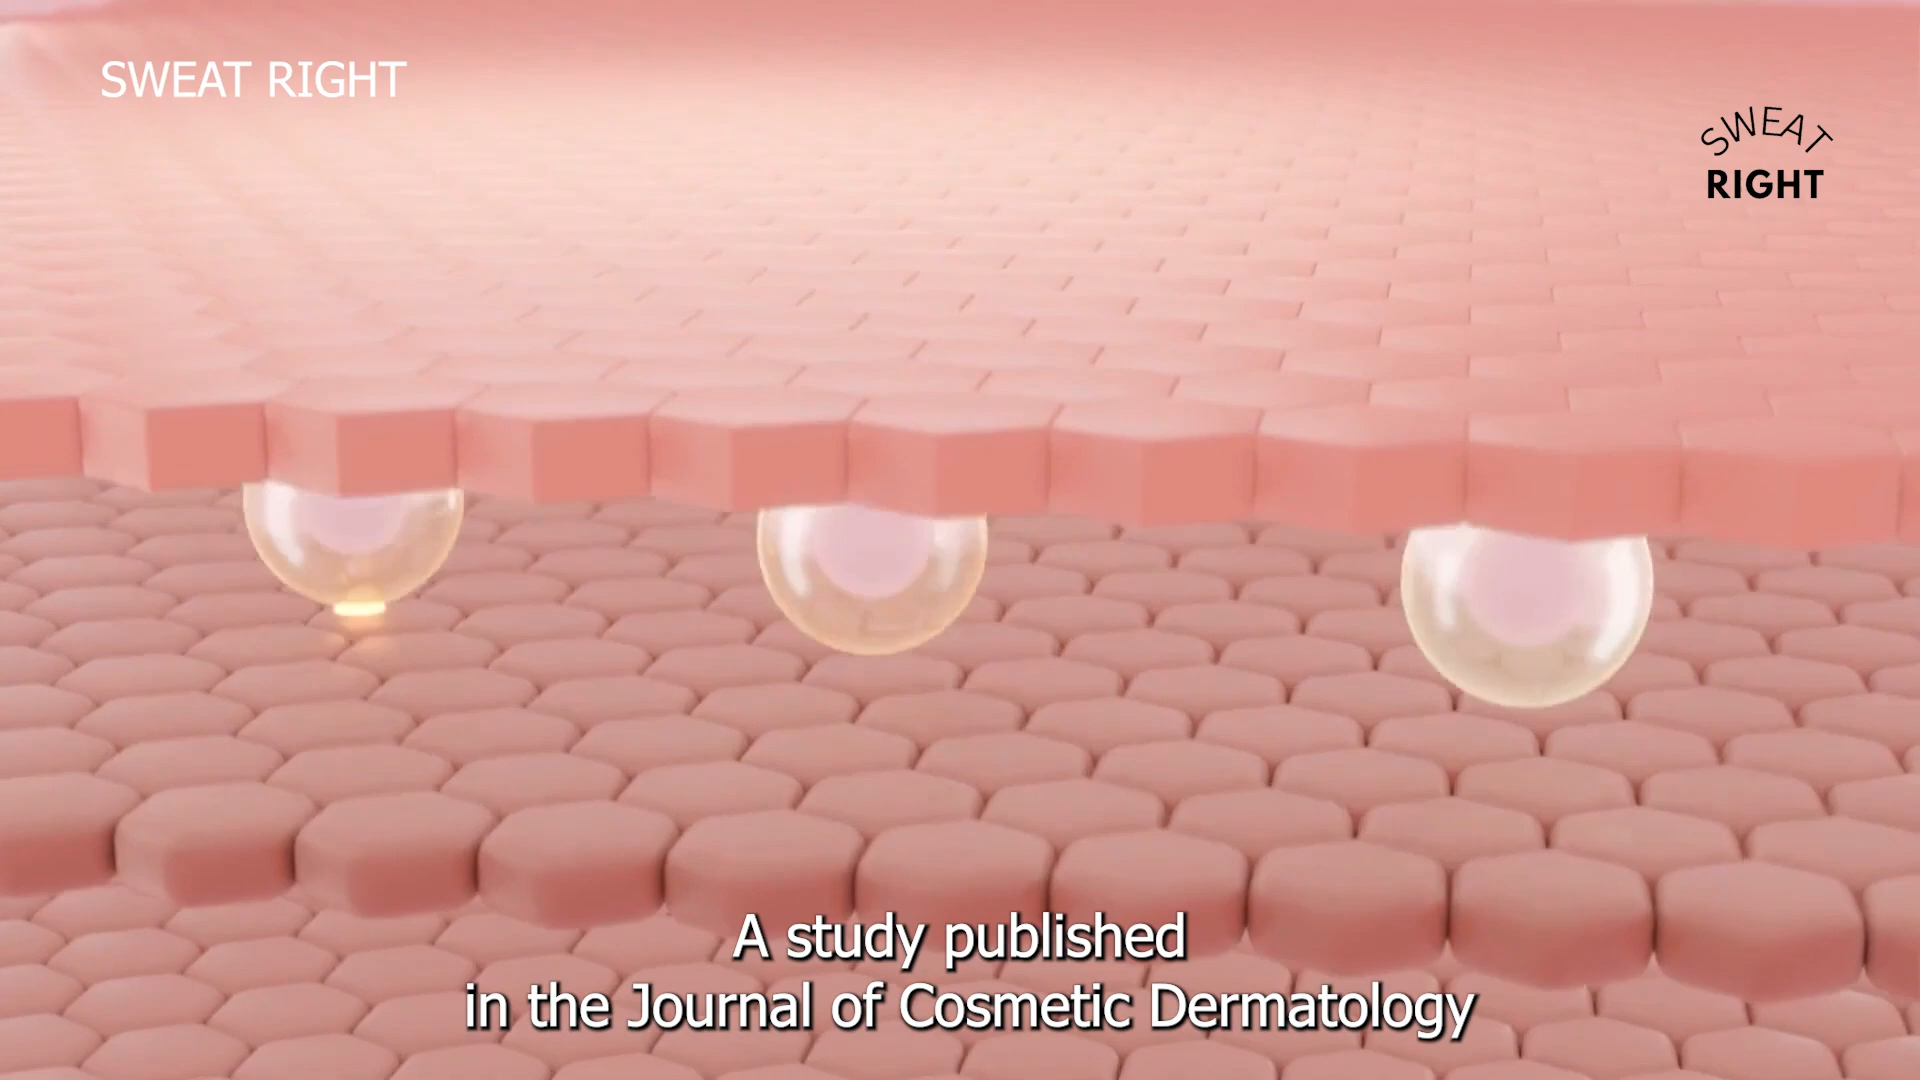 SWEAT RIGHT
SWEAT
RIGHT
A study published
in the Journal of Cosmetic Dermatology